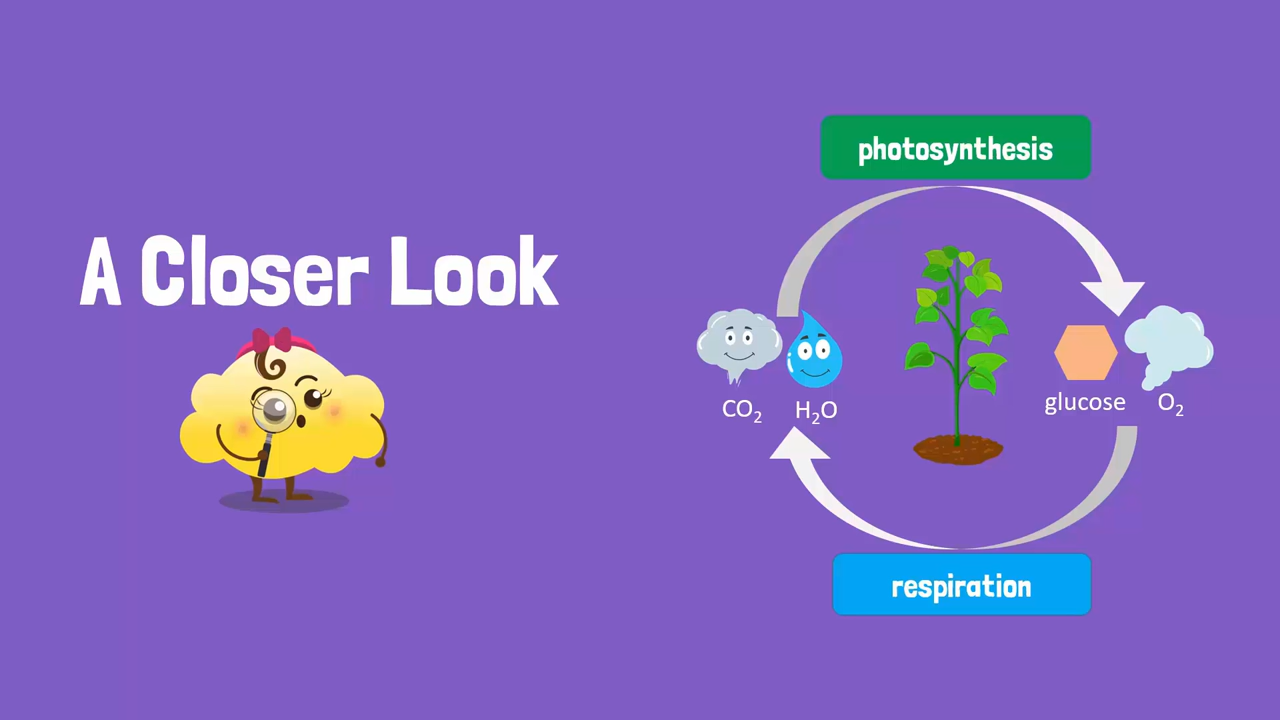 A Closer Look
photosynthesis
CO₂
H₂O
glucose
O₂
respiration